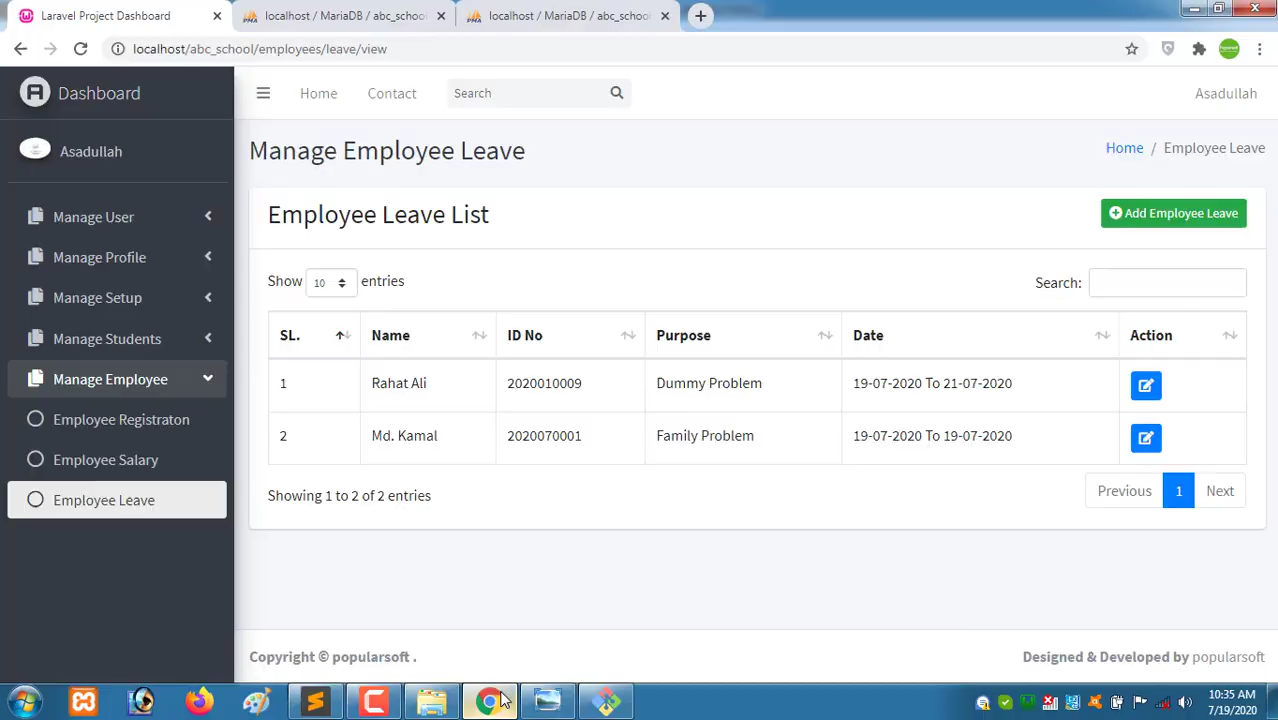 Laravel Project Dashboard
localhost / MariaDB / abc_schoo
localhost / MariaDB / abc_schoo
localhost/abc_school/employees/leave/view
Dashboard
Home
Contact
Search
Asadullah
Asadullah
Manage User
Manage Profile
Manage Setup
Manage Students
Manage Employee
Employee Registraton
Employee Salary
Employee Leave
Manage Employee Leave
Home / Employee Leave
Employee Leave List
Add Employee Leave
Show 10 entries
Search:
SL. Name ID No Purpose Date Action
1 Rahat Ali 2020010009 Dummy Problem 19-07-2020 To 21-07-2020
2 Md. Kamal 2020070001 Family Problem 19-07-2020 To 19-07-2020
Showing 1 to 2 of 2 entries
Previous 1 Next
Copyright © popularsoft .
Designed & Developed by popularsoft
10:35 AM
7/19/2020